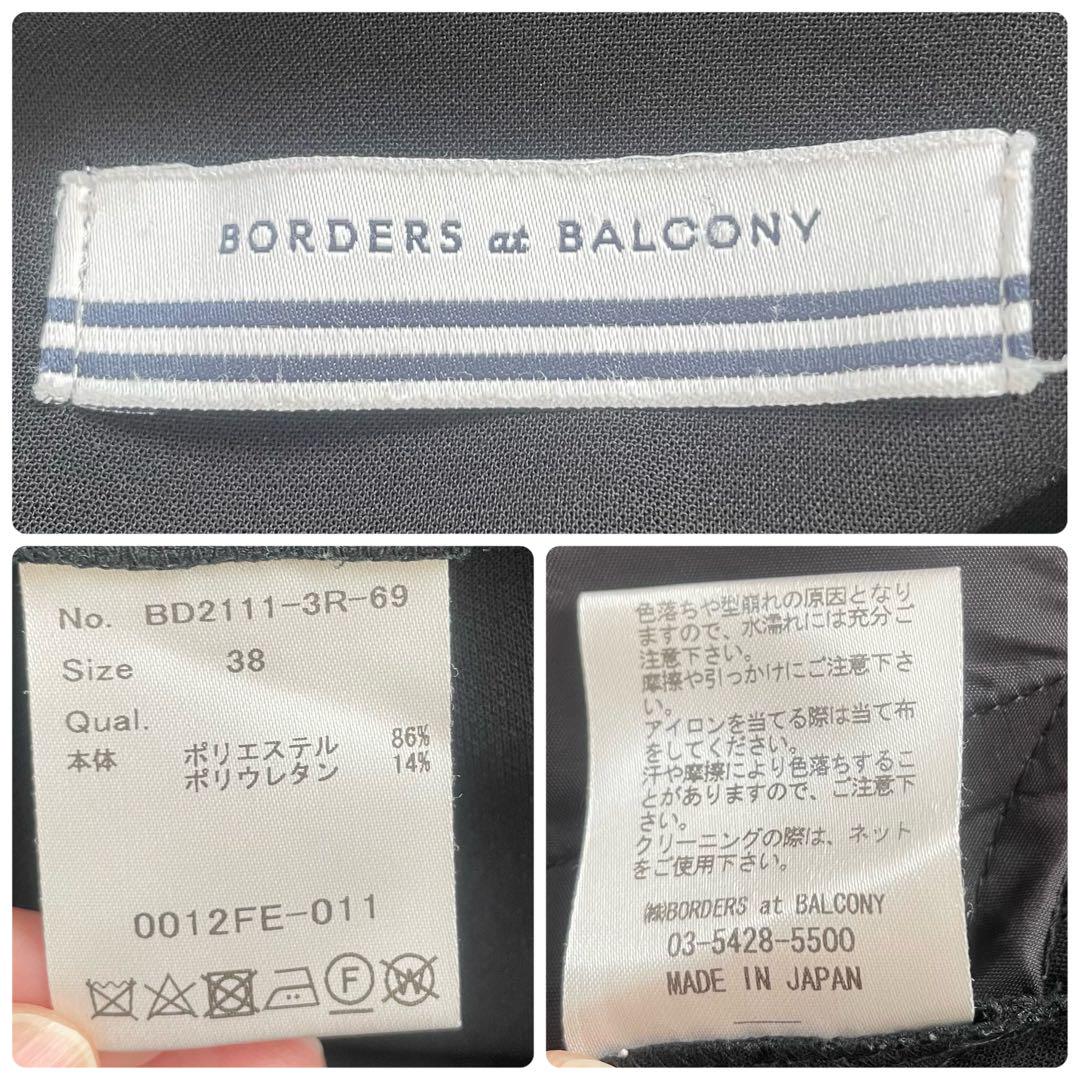 BORDERS at BALCONY
No. BD2111-3R-69
Size 38
Qual.
本体 ポリエステル 86%
ポリウレタン 14%
0012FE-011
F
W
色落ちや型崩れの原因となり
ますので、水濡れには充分ご
注意下さい。
摩擦や引っかけにご注意下さ
い。
アイロンを当てる際は当て布
をしてください。
汗や摩擦により色落ちするこ
とがありますので、ご注意下
さい。
クリーニングの際は、ネット
をご使用下さい。
㈱BORDERS at BALCONY
03-5428-5500
MADE IN JAPAN